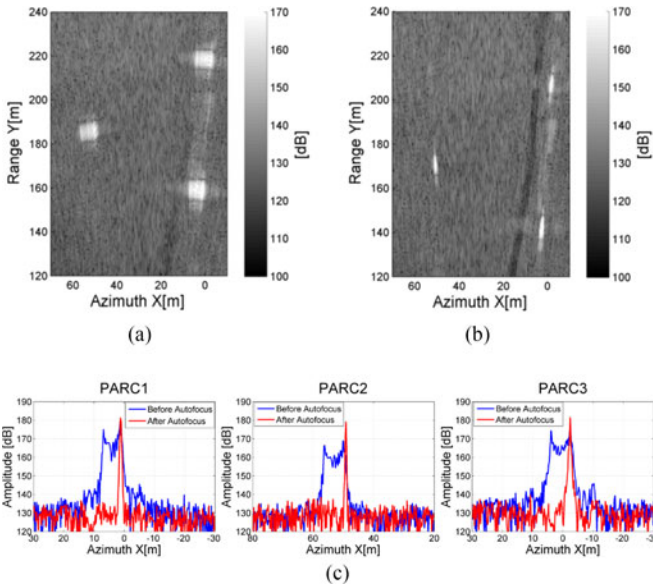 240
220
200
180
160
140
120
Range Y[m]
60 40 20 0
Azimuth X[m]
170
160
150
140
130
120
110
100
[dB]
(a)
240
220
200
180
160
140
120
Range Y[m]
60 40 20 0
Azimuth X[m]
170
160
150
140
130
120
110
100
[dB]
(b)
PARC1
Before Autofocus
After Autofocus
190
180
170
160
150
140
130
120
Amplitude [dB]
30 20 10 0 -10 -20 -30
Azimuth X[m]
PARC2
Before Autofocus
After Autofocus
190
180
170
160
150
140
130
120
Amplitude [dB]
80 60 40 20
Azimuth X[m]
PARC3
Before Autofocus
After Autofocus
190
180
170
160
150
140
130
120
Amplitude [dB]
30 20 10 0 -10 -20 -30
Azimuth X[m]
(c)